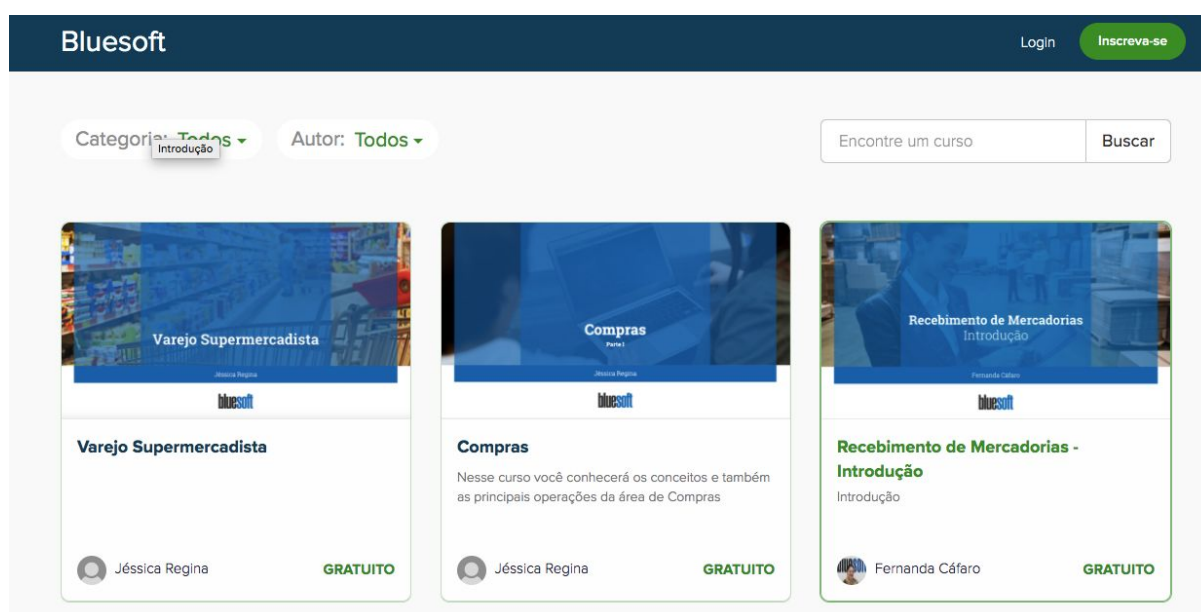 Bluesoft
Login
Inscreva-se
Categoria: Todos
Introdução
Autor: Todos
Encontre um curso
Buscar
Varejo Supermercadista
Jéssica Regina
bluesoft
Compras
Parte I
Jéssica Regina
bluesoft
Recebimento de Mercadorias
Introdução
Fernanda Cáfaro
bluesoft
Varejo Supermercadista
Jéssica Regina
GRATUITO
Compras
Nesse curso você conhecerá os conceitos e também
as principais operações da área de Compras
Jéssica Regina
GRATUITO
Recebimento de Mercadorias -
Introdução
Introdução
Fernanda Cáfaro
GRATUITO